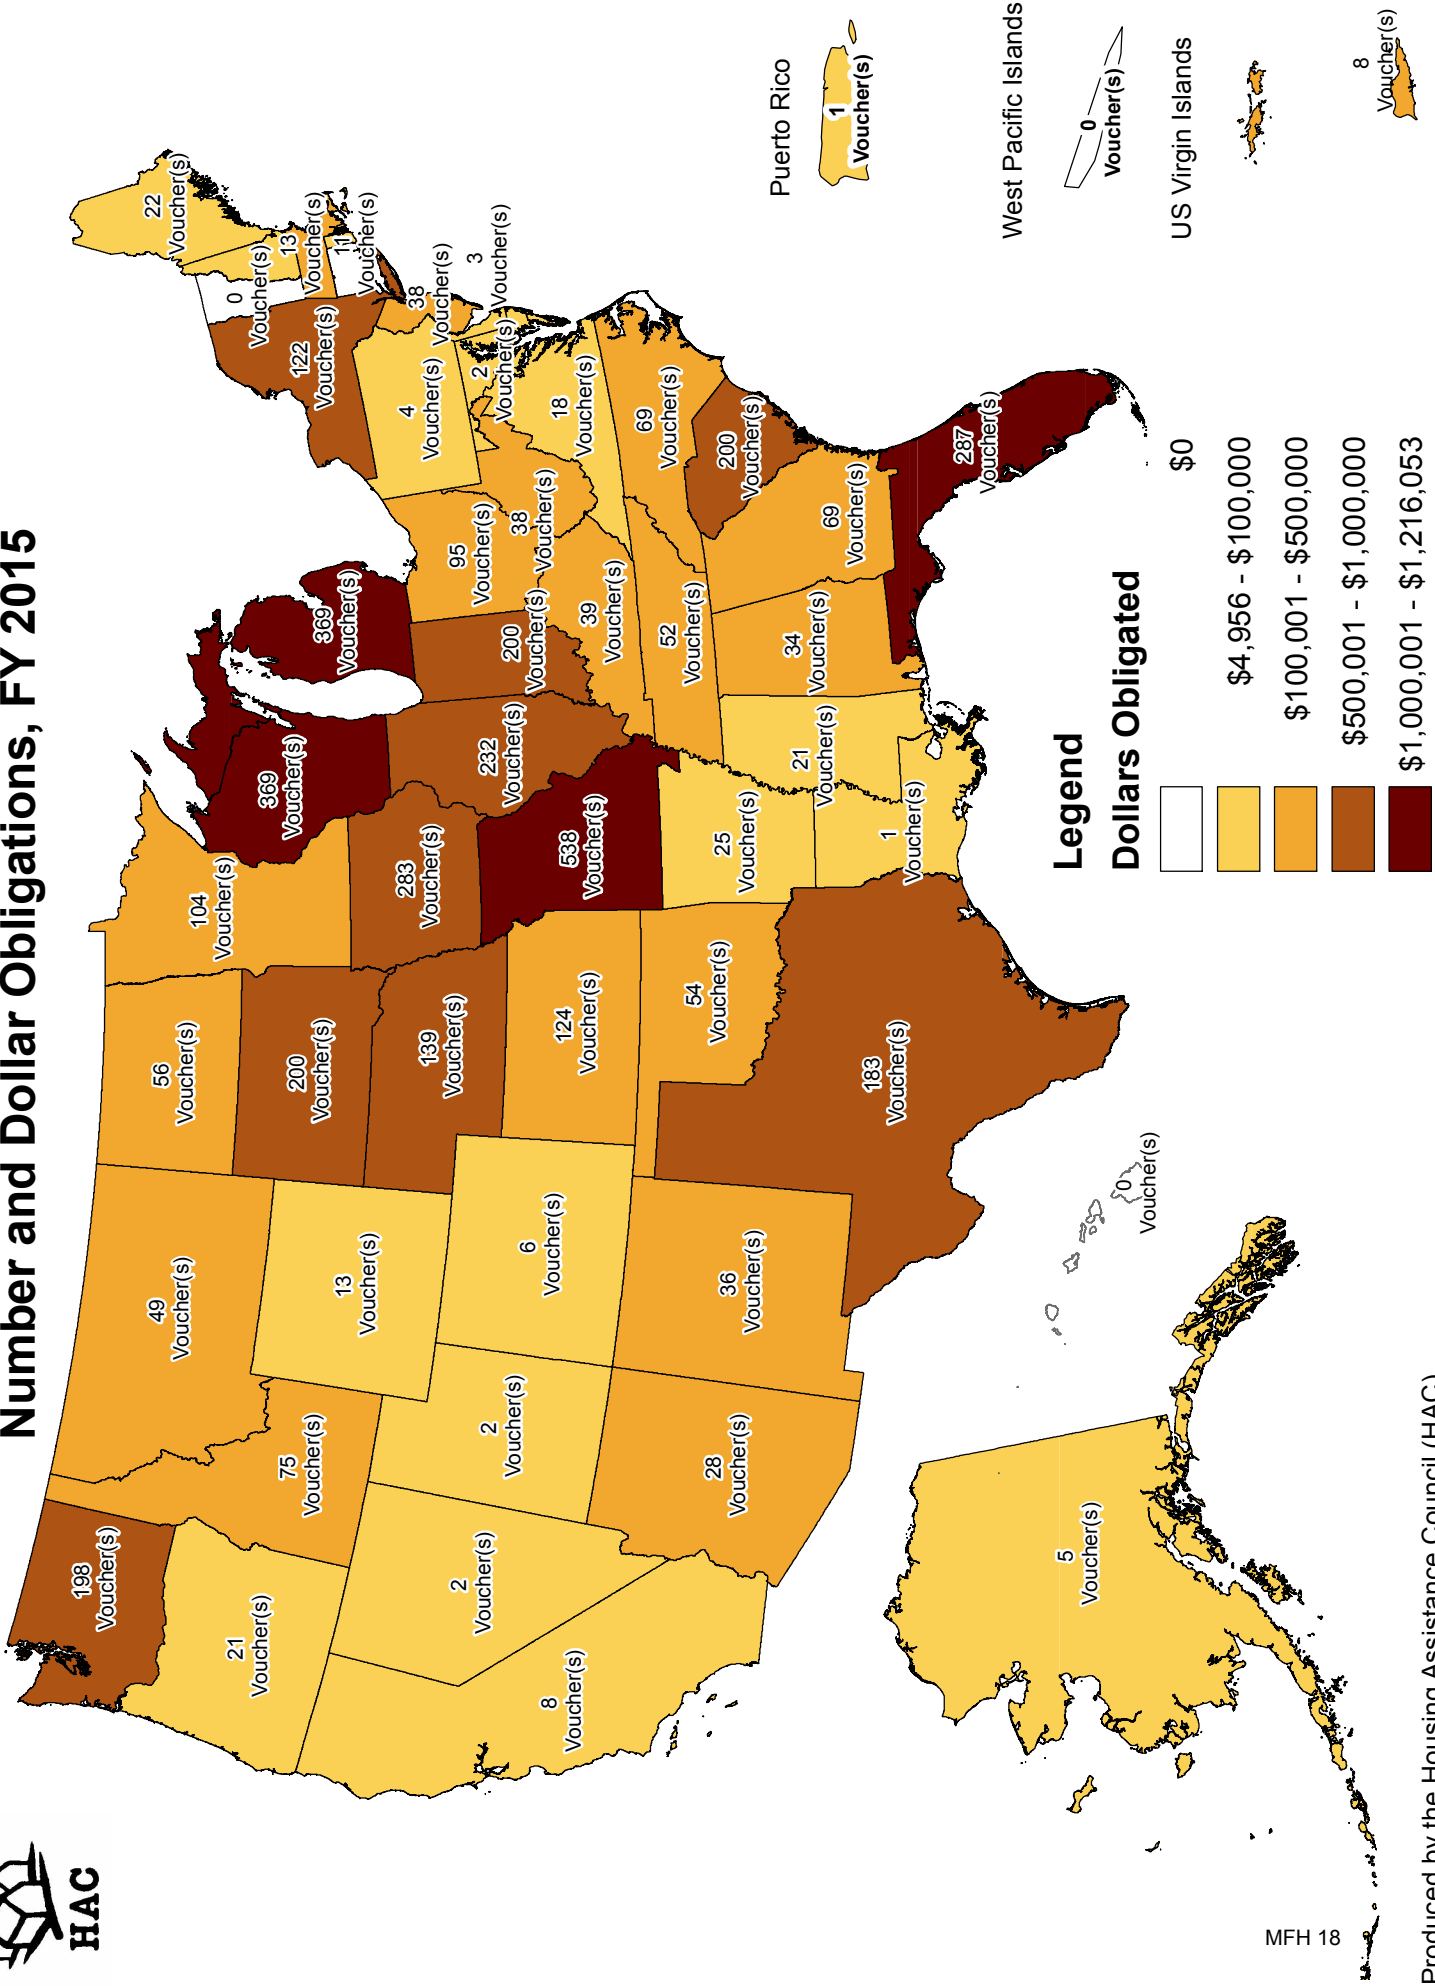 Number and Dollar Obligations, FY 2015
HAC
198
Voucher(s)
21
Voucher(s)
8
Voucher(s)
2
Voucher(s)
75
Voucher(s)
49
Voucher(s)
13
Voucher(s)
2
Voucher(s)
28
Voucher(s)
6
Voucher(s)
36
Voucher(s)
56
Voucher(s)
200
Voucher(s)
139
Voucher(s)
124
Voucher(s)
54
Voucher(s)
183
Voucher(s)
104
Voucher(s)
283
Voucher(s)
538
Voucher(s)
25
Voucher(s)
1
Voucher(s)
369
Voucher(s)
232
Voucher(s)
369
Voucher(s)
200
Voucher(s)
95
Voucher(s)
39
Voucher(s)
52
Voucher(s)
21
Voucher(s)
34
Voucher(s)
69
Voucher(s)
287
Voucher(s)
200
Voucher(s)
69
Voucher(s)
18
Voucher(s)
38
Voucher(s)
4
Voucher(s)
2
Voucher(s)
3
Voucher(s)
38
Voucher(s)
122
Voucher(s)
0
Voucher(s)
13
Voucher(s)
11
Voucher(s)
22
Voucher(s)
5
Voucher(s)
0
Voucher(s)
Puerto Rico
1
Voucher(s)
West Pacific Islands
0
Voucher(s)
US Virgin Islands
8
Voucher(s)
Legend
Dollars Obligated
$0
$4,956 - $100,000
$100,001 - $500,000
$500,001 - $1,000,000
$1,000,001 - $1,216,053
MFH 18
Produced by the Housing Assistance Council (HAC)